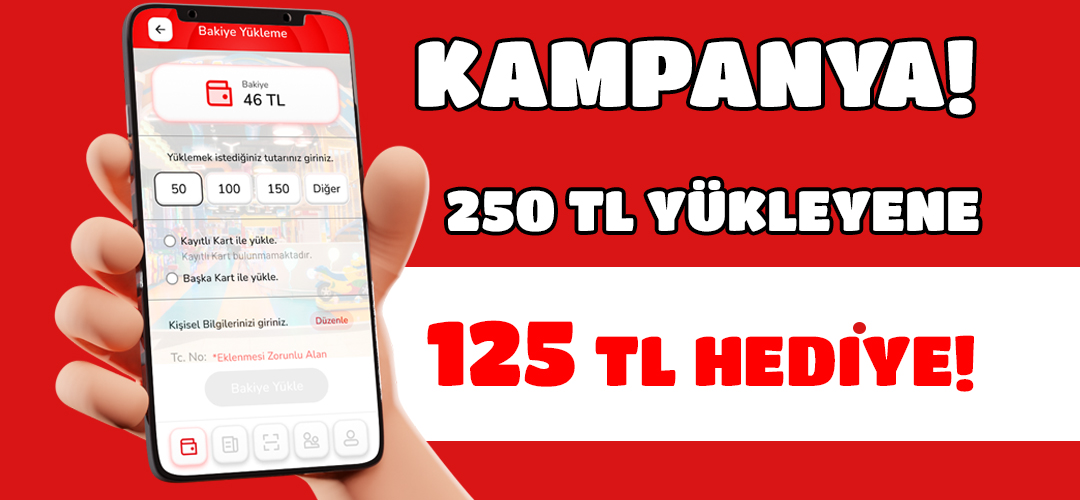 Bakiye Yükleme
Bakiye
46 TL
Yüklemek istediğiniz tutarınız giriniz.
50 100 150 Diğer
Kayıtlı Kart ile yükle.
Kayıtlı Kart bulunmamaktadır.
Başka Kart ile yükle.
Kişisel Bilgilerinizi giriniz. Düzenle
Tc. No: *Eklenmesi Zorunlu Alan
Bakiye Yükle
KAMPANYA!
250 TL YÜKLEYENE
125 TL HEDİYE!